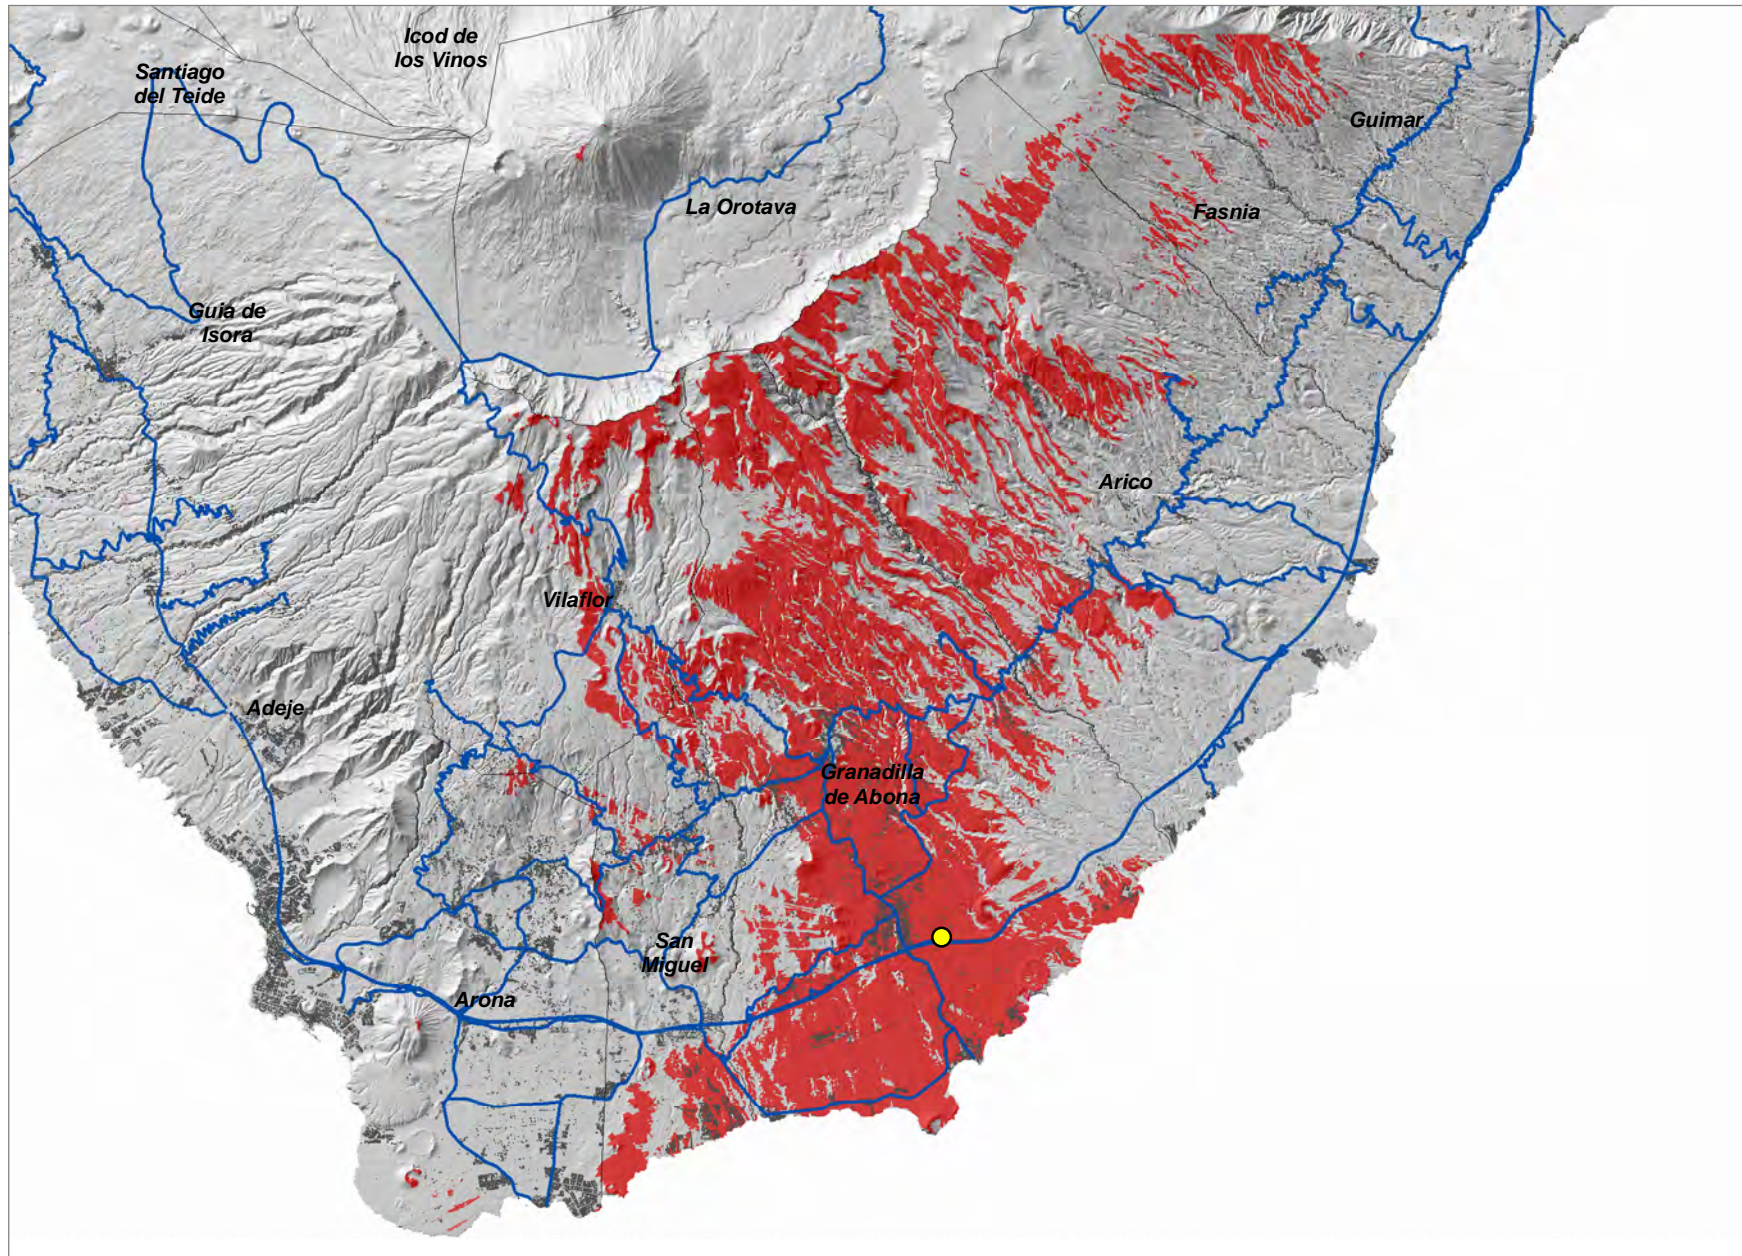 Icod de
los Vinos
Santiago
del Teide
Guimar
La Orotava
Fasnia
Guia de
Isora
Arico
Vilaflor
Adeje
Granadilla
de Abona
San
Miguel
Arona